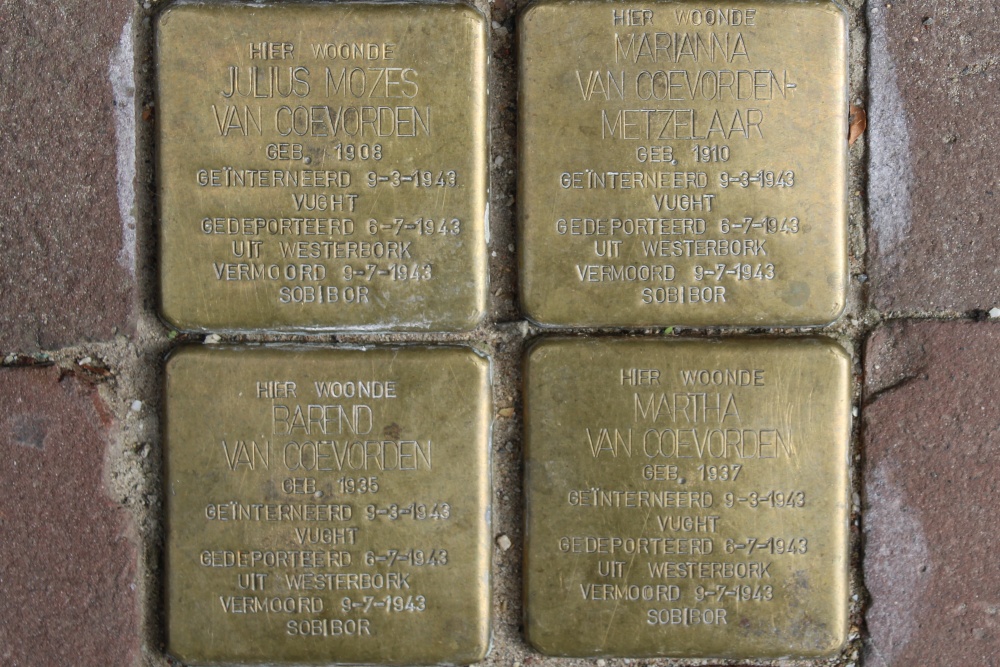 HIER WOONDE
JULIUS MOZES
VAN COEVORDEN
GEB. 1908
GEÏNTERNEERD 9-3-1943
VUGHT
GEDEPORTEERD 6-7-1943
UIT WESTERBORK
VERMOORD 9-7-1943
SOBIBOR
HIER WOONDE
MARIANNA
VAN COEVORDEN-
METZELAAR
GEB. 1910
GEÏNTERNEERD 9-3-1943
VUGHT
GEDEPORTEERD 6-7-1943
UIT WESTERBORK
VERMOORD 9-7-1943
SOBIBOR
HIER WOONDE
BAREND
VAN COEVORDEN
GEB. 1935
GEÏNTERNEERD 9-3-1943
VUGHT
GEDEPORTEERD 6-7-1943
UIT WESTERBORK
VERMOORD 9-7-1943
SOBIBOR
HIER WOONDE
MARTHA
VAN COEVORDEN
GEB. 1937
GEÏNTERNEERD 9-3-1943
VUGHT
GEDEPORTEERD 6-7-1943
UIT WESTERBORK
VERMOORD 9-7-1943
SOBIBOR